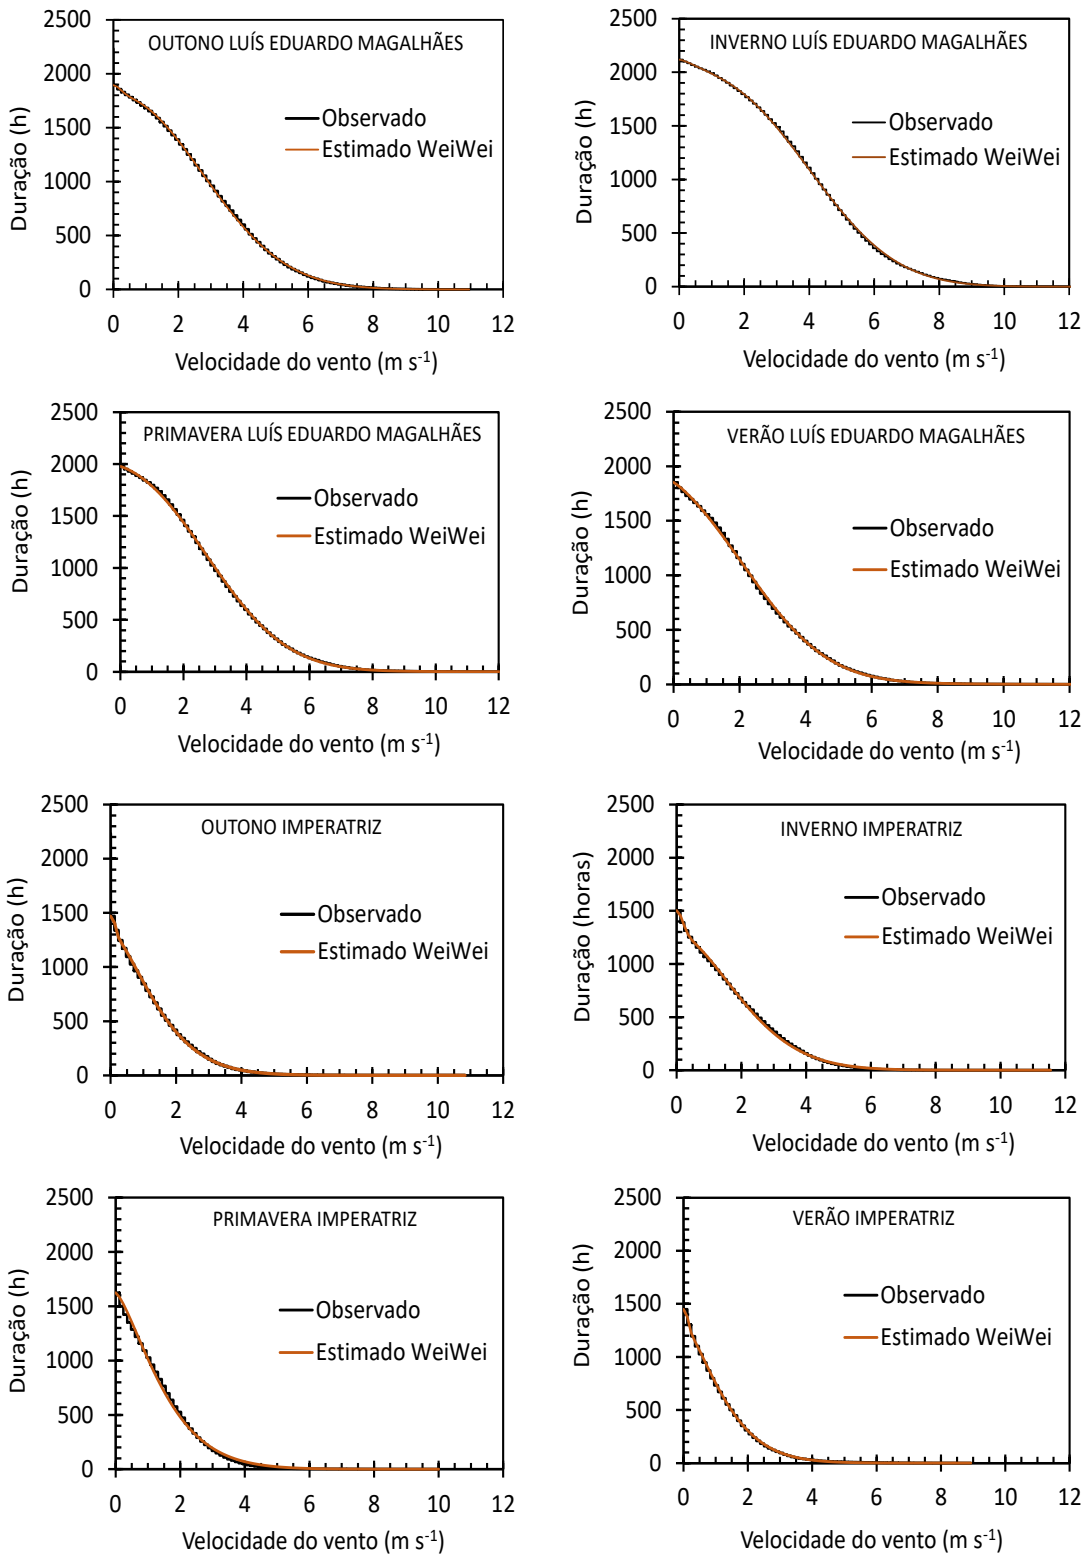 OUTONO LUÍS EDUARDO MAGALHÃES
Duração (h)
2500
2000
1500
1000
500
0
Observado
Estimado WeiWei
0 2 4 6 8 10 12
Velocidade do vento (m s-1)
INVERNO LUÍS EDUARDO MAGALHÃES
Duração (h)
2500
2000
1500
1000
500
0
Observado
Estimado WeiWei
0 2 4 6 8 10 12
Velocidade do vento (m s-1)
PRIMAVERA LUÍS EDUARDO MAGALHÃES
Duração (h)
2500
2000
1500
1000
500
0
Observado
Estimado WeiWei
0 2 4 6 8 10 12
Velocidade do vento (m s-1)
VERÃO LUÍS EDUARDO MAGALHÃES
Duração (h)
2500
2000
1500
1000
500
0
Observado
Estimado WeiWei
0 2 4 6 8 10 12
Velocidade do vento (m s-1)
OUTONO IMPERATRIZ
Duração (h)
2500
2000
1500
1000
500
0
Observado
Estimado WeiWei
0 2 4 6 8 10 12
Velocidade do vento (m s-1)
INVERNO IMPERATRIZ
Duração (horas)
2500
2000
1500
1000
500
0
Observado
Estimado WeiWei
0 2 4 6 8 10 12
Velocidade do vento (m s-1)
PRIMAVERA IMPERATRIZ
Duração (h)
2500
2000
1500
1000
500
0
Observado
Estimado WeiWei
0 2 4 6 8 10 12
Velocidade do vento (m s-1)
VERÃO IMPERATRIZ
Duração (h)
2500
2000
1500
1000
500
0
Observado
Estimado WeiWei
0 2 4 6 8 10 12
Velocidade do vento (m s-1)